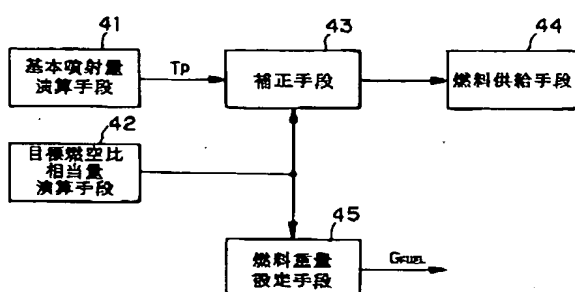 41
基本噴射量
演算手段
Tp
43
補正手段
44
燃料供給手段
42
目標燃空比
相当量
演算手段
45
燃料重量
設定手段
GFUEL